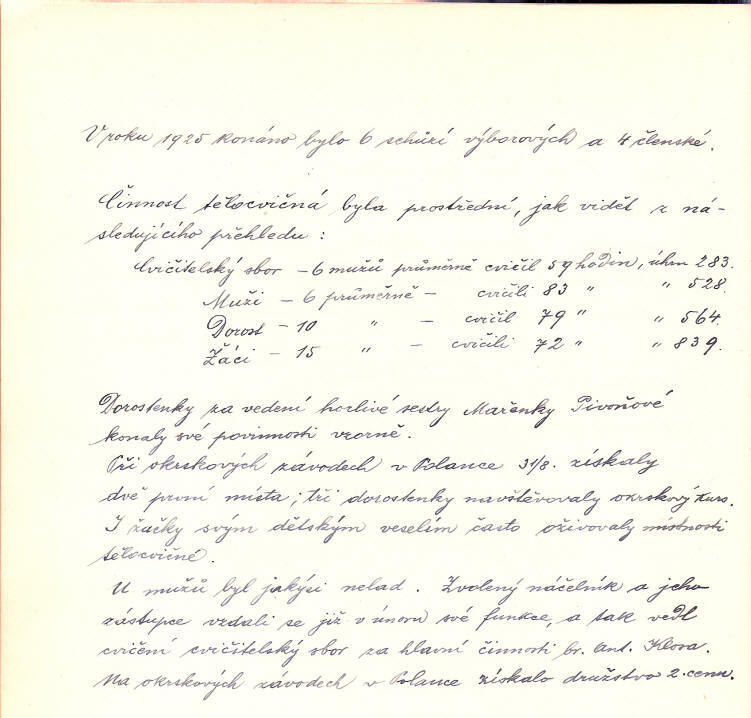 V roku 1925 konáno bylo 6 schůzí výborových a 4 členské.
Činnost tělocvičná byla prostřední, jak vidět z ná-
sledujícího přehledu :
Cvičitelský sbor - 6 mužů průměrně cvičil 59 hodin, úhrn 283.
Muži - 6 průměrně - cvičili 83 " " 528.
Dorost - 10 " - cvičil 79 " " 564.
Žáci - 15 " - cvičili 72 " " 839.
Dorostenky za vedení horlivé sestry Mařenky Pivoňové
konaly své povinnosti vzorně.
Při okrskových závodech v Polance 31/8. získaly
dvě první místa; tři dorostenky navštěvovaly okrskový kurs.
I žačky svým dětským veselím často oživovaly místnosti
tělocvičné.
U mužů byl jakýsi nelad. Zvolený náčelník a jeho
zástupce vzdali se již v únoru své funkce, a tak vedl
cvičení cvičitelský sbor za hlavní činnosti br. Ant. Klosa.
Na okrskových závodech v Polance získalo družstvo 2. cenu.